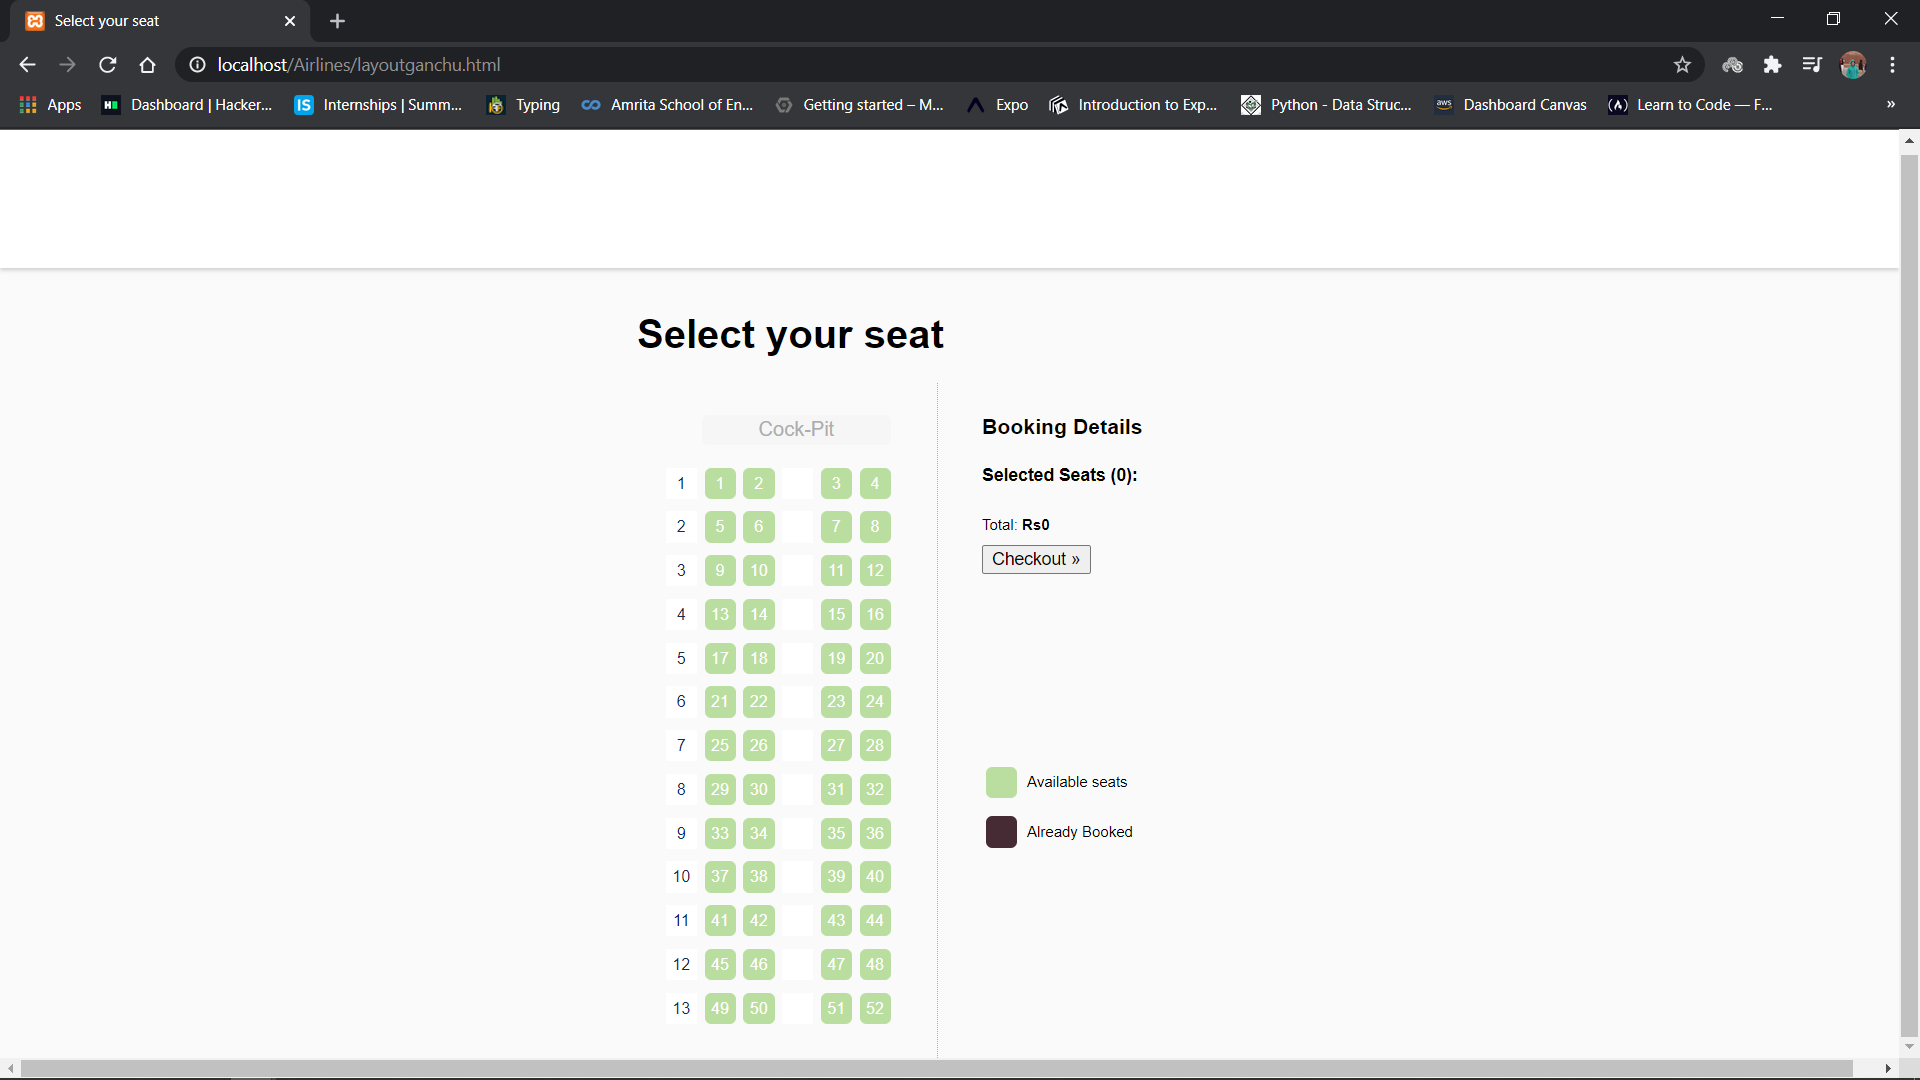 Select your seat
localhost/Airlines/layoutganchu.html
Apps Dashboard | Hacker... Internships | Summ... Typing Amrita School of En... Getting started – M... Expo Introduction to Exp... Python - Data Struc... aws Dashboard Canvas Learn to Code — F... »
Select your seat
Cock-Pit
1 1 2 3 4
2 5 6 7 8
3 9 10 11 12
4 13 14 15 16
5 17 18 19 20
6 21 22 23 24
7 25 26 27 28
8 29 30 31 32
9 33 34 35 36
10 37 38 39 40
11 41 42 43 44
12 45 46 47 48
13 49 50 51 52
Booking Details
Selected Seats (0):
Total: Rs0
Checkout »
Available seats
Already Booked